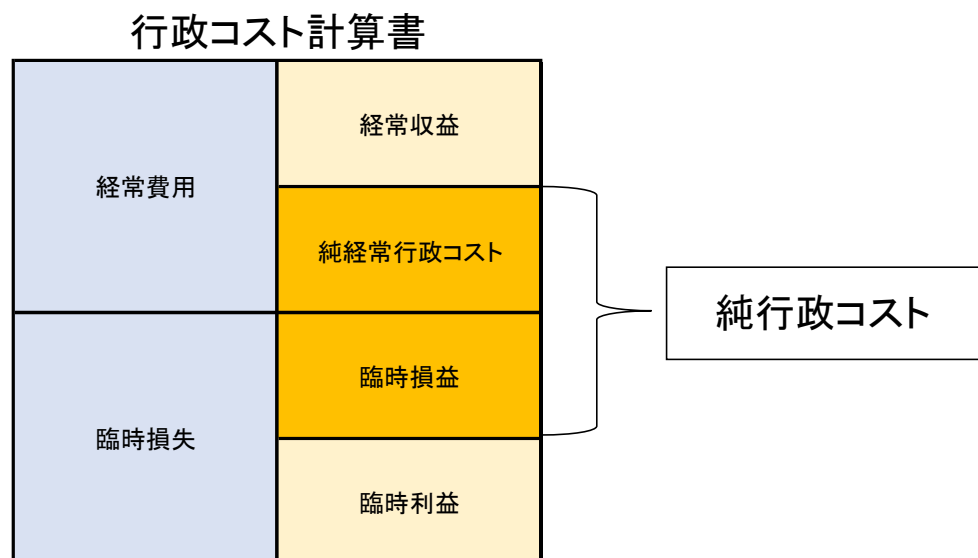 行政コスト計算書
経常費用
経常収益
純経常行政コスト
純行政コスト
臨時損失
臨時損益
臨時利益